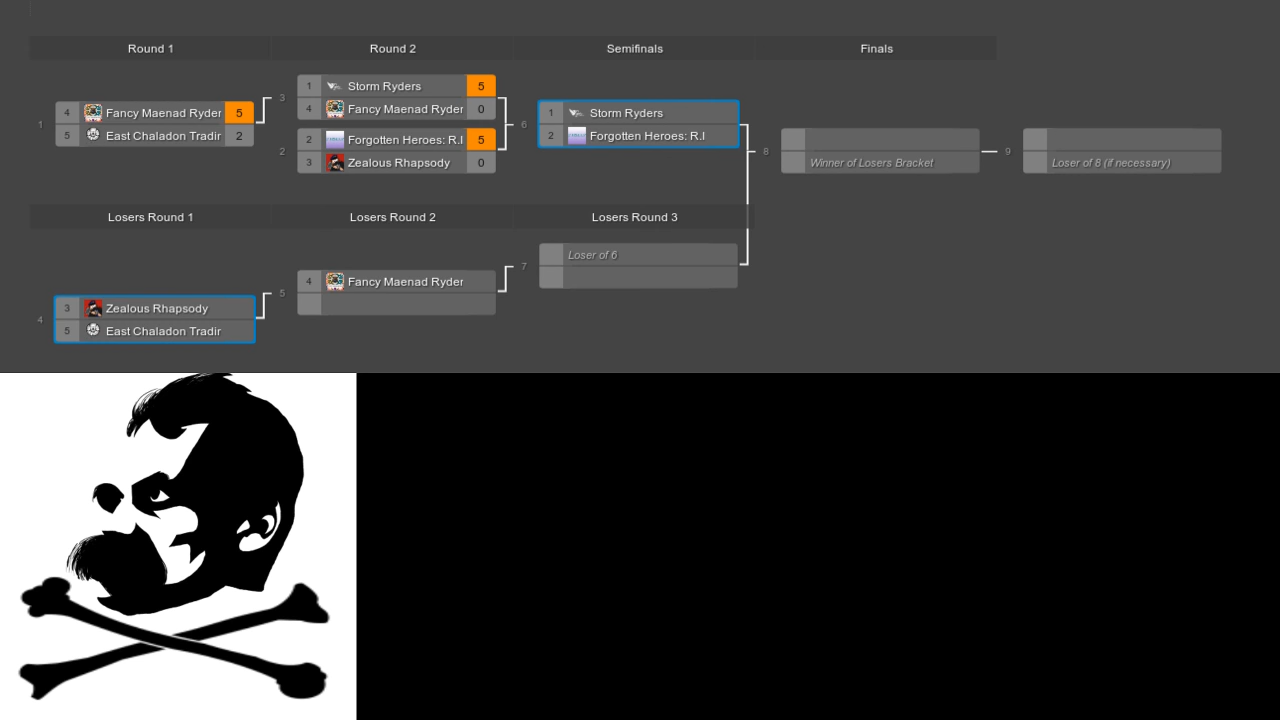 Round 1
Round 2
Semifinals
Finals
1
4 Fancy Maenad Ryder 5
5 East Chaladon Tradir 2
3
1 Storm Ryders 5
4 Fancy Maenad Ryder 0
2
2 Forgotten Heroes: R.I 5
3 Zealous Rhapsody 0
6
1 Storm Ryders
2 Forgotten Heroes: R.I
8
Winner of Losers Bracket
9
Loser of 8 (if necessary)
Losers Round 1
Losers Round 2
Losers Round 3
4
3 Zealous Rhapsody
5 East Chaladon Tradir
5
4 Fancy Maenad Ryder
7
Loser of 6